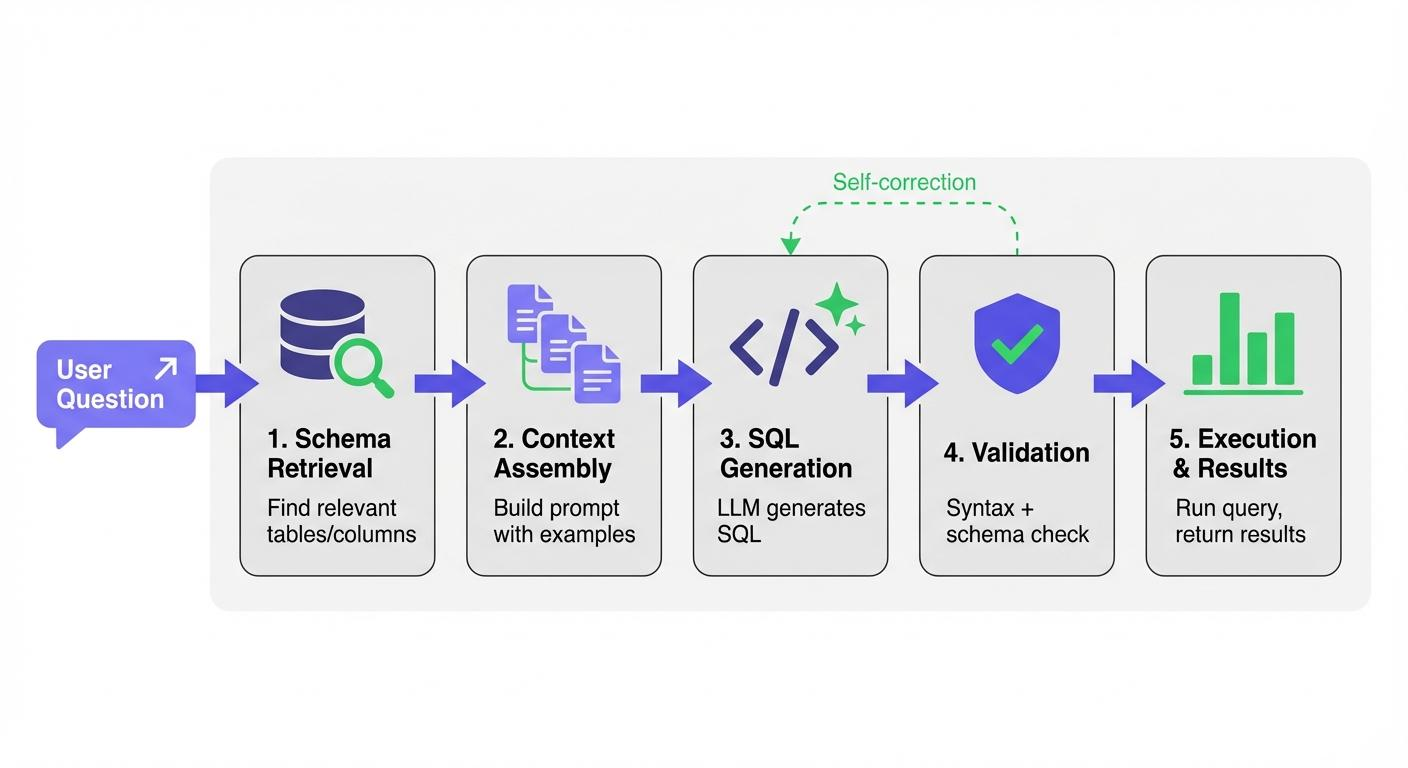 Self-correction
User
Question
1. Schema
Retrieval
Find relevant
tables/columns
2. Context
Assembly
Build prompt
with examples
3. SQL
Generation
LLM generates
SQL
4. Validation
Syntax +
schema check
5. Execution
& Results
Run query,
return results